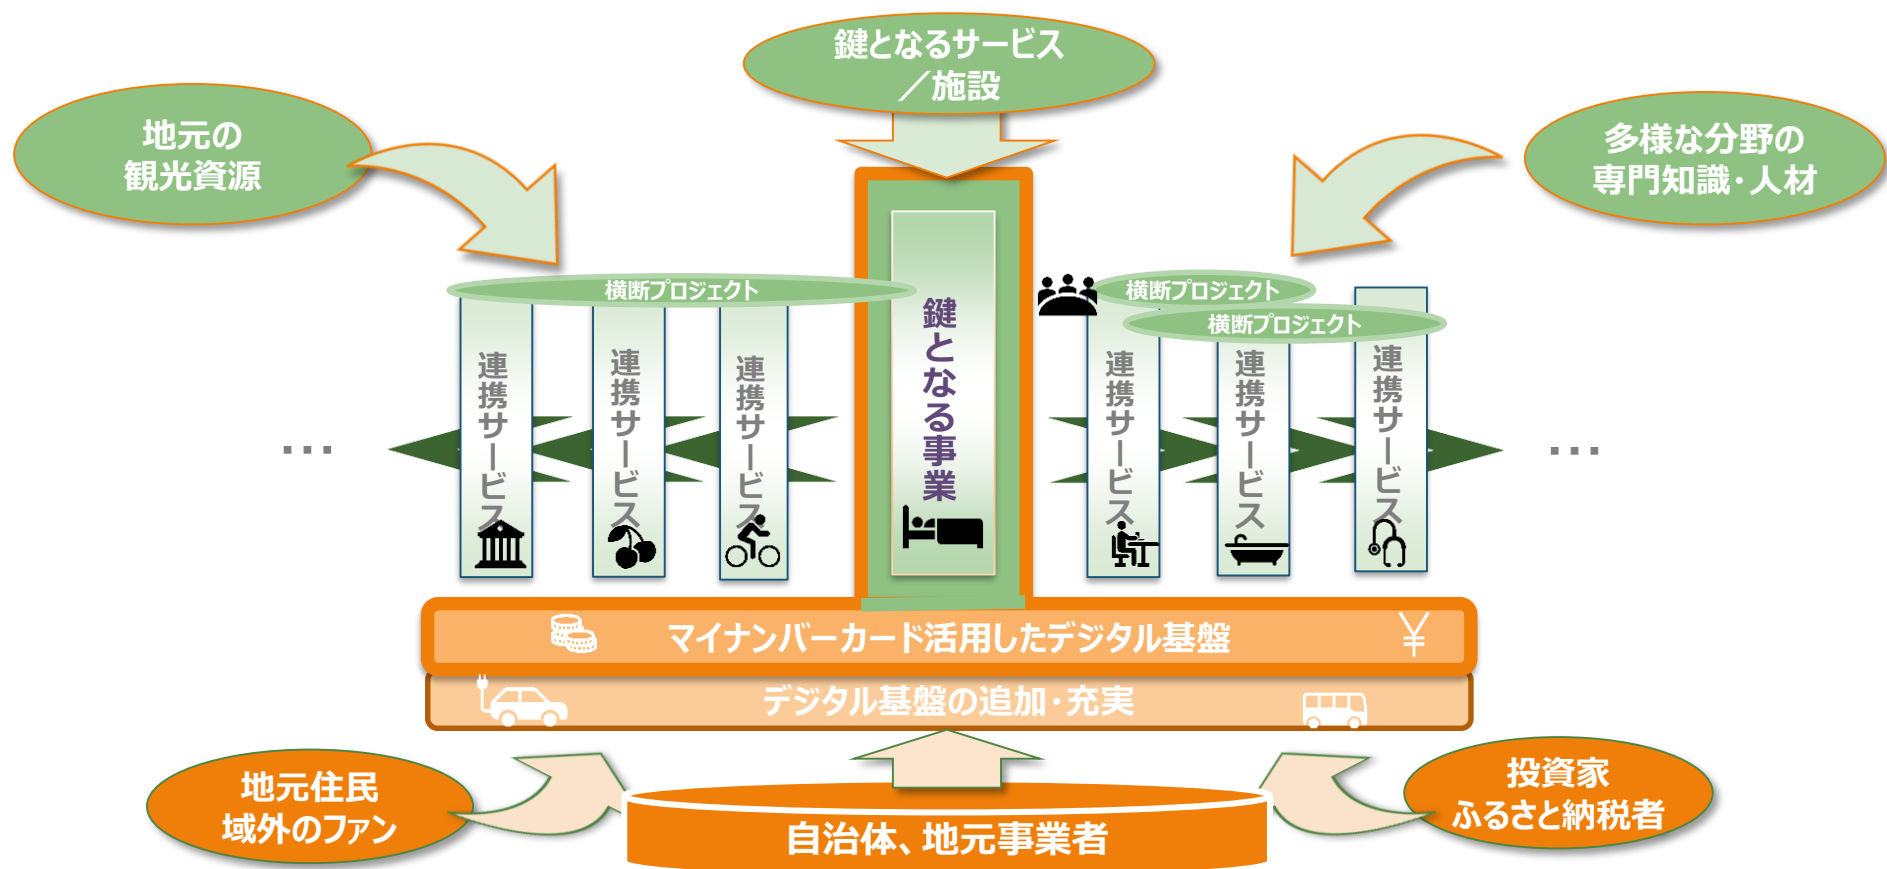 鍵となるサービス
／施設
地元の
観光資源
多様な分野の
専門知識・人材
横断プロジェクト
横断プロジェクト
横断プロジェクト
連携サービス
連携サービス
連携サービス
鍵となる事業
連携サービス
連携サービス
連携サービス
…
…
マイナンバーカード活用したデジタル基盤
¥
デジタル基盤の追加・充実
地元住民
域外のファン
自治体、地元事業者
投資家
ふるさと納税者